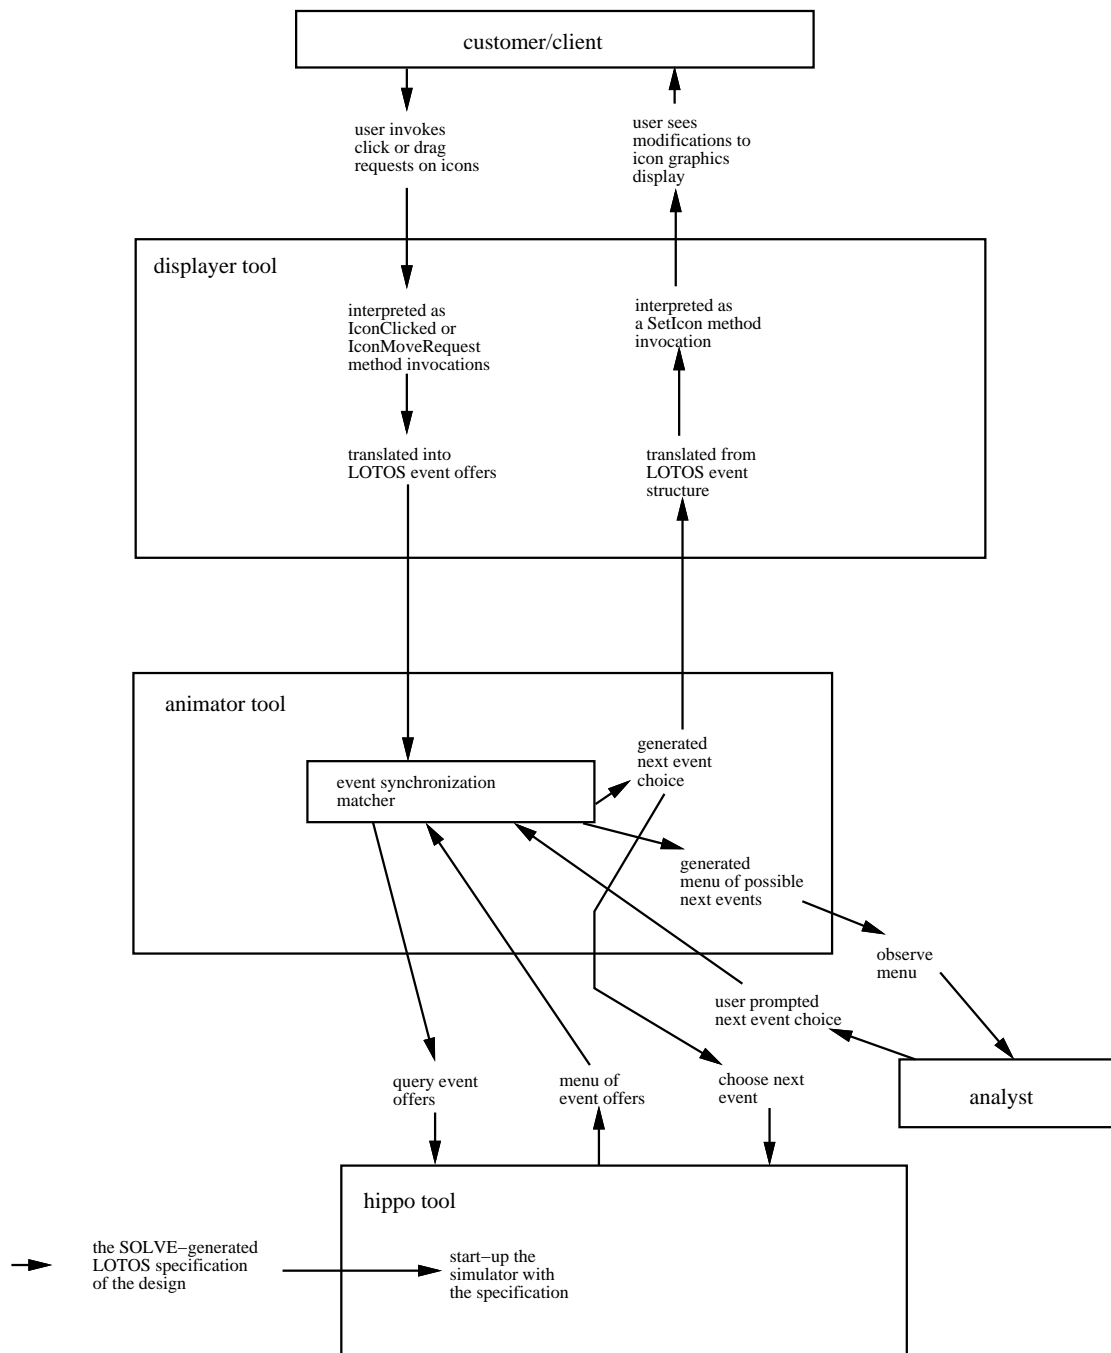 customer/client
user invokes
click or drag
requests on icons
user sees
modifications to
icon graphics
display
displayer tool
interpreted as
IconClicked or
IconMoveRequest
method invocations
interpreted as
a SetIcon method
invocation
translated into
LOTOS event offers
translated from
LOTOS event
structure
animator tool
generated
next event
choice
event synchronization
matcher
generated
menu of possible
next events
observe
menu
user prompted
next event choice
query event
offers
menu of
event offers
choose next
event
analyst
hippo tool
the SOLVE−generated
LOTOS specification
of the design
start−up the
simulator with
the specification